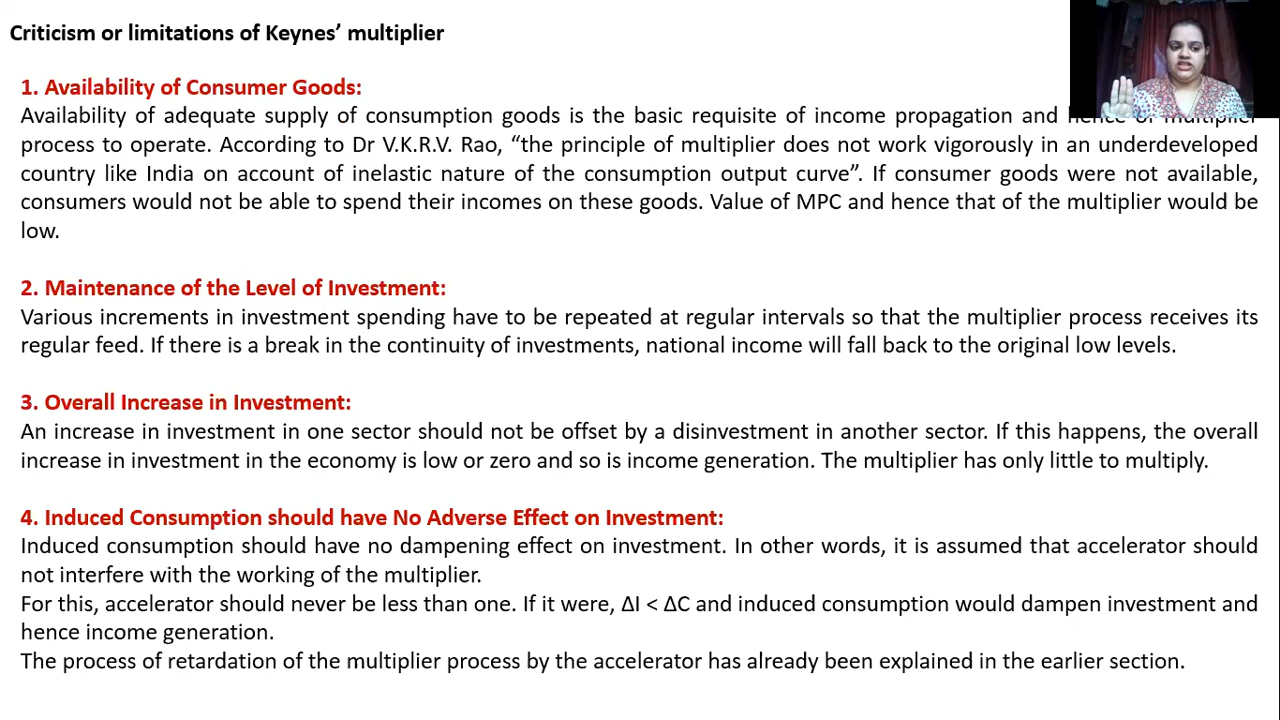 Criticism or limitations of Keynes’ multiplier
1. Availability of Consumer Goods:
Availability of adequate supply of consumption goods is the basic requisite of income propagation and hence of multiplier
process to operate. According to Dr V.K.R.V. Rao, “the principle of multiplier does not work vigorously in an underdeveloped
country like India on account of inelastic nature of the consumption output curve”. If consumer goods were not available,
consumers would not be able to spend their incomes on these goods. Value of MPC and hence that of the multiplier would be
low.
2. Maintenance of the Level of Investment:
Various increments in investment spending have to be repeated at regular intervals so that the multiplier process receives its
regular feed. If there is a break in the continuity of investments, national income will fall back to the original low levels.
3. Overall Increase in Investment:
An increase in investment in one sector should not be offset by a disinvestment in another sector. If this happens, the overall
increase in investment in the economy is low or zero and so is income generation. The multiplier has only little to multiply.
4. Induced Consumption should have No Adverse Effect on Investment:
Induced consumption should have no dampening effect on investment. In other words, it is assumed that accelerator should
not interfere with the working of the multiplier.
For this, accelerator should never be less than one. If it were, ΔI < ΔC and induced consumption would dampen investment and
hence income generation.
The process of retardation of the multiplier process by the accelerator has already been explained in the earlier section.